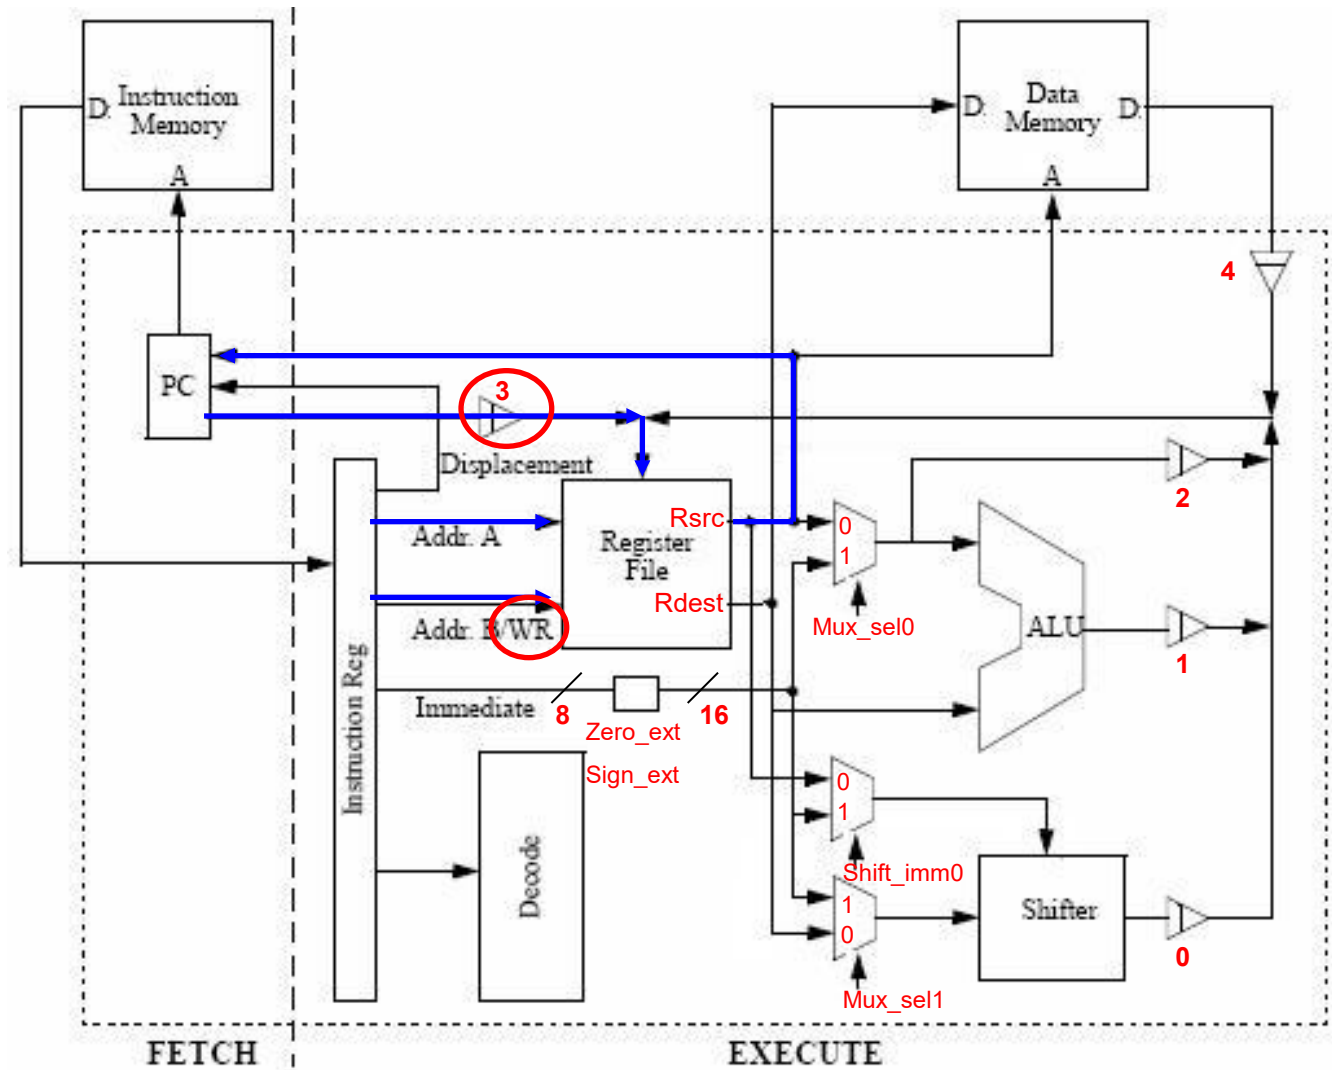 D.
Instruction
Memory
A
D.
Data
Memory
D.
A
4
PC
3
Displacement
2
Addr. A
Rsrc
Register
File
0
1
Addr. B/WR
Rdest
Mux_sel0
ALU
1
Instruction Reg
Immediate
8
16
Zero_ext
Sign_ext
0
1
Decode
Shift_imm0
1
0
Shifter
0
Mux_sel1
FETCH
EXECUTE